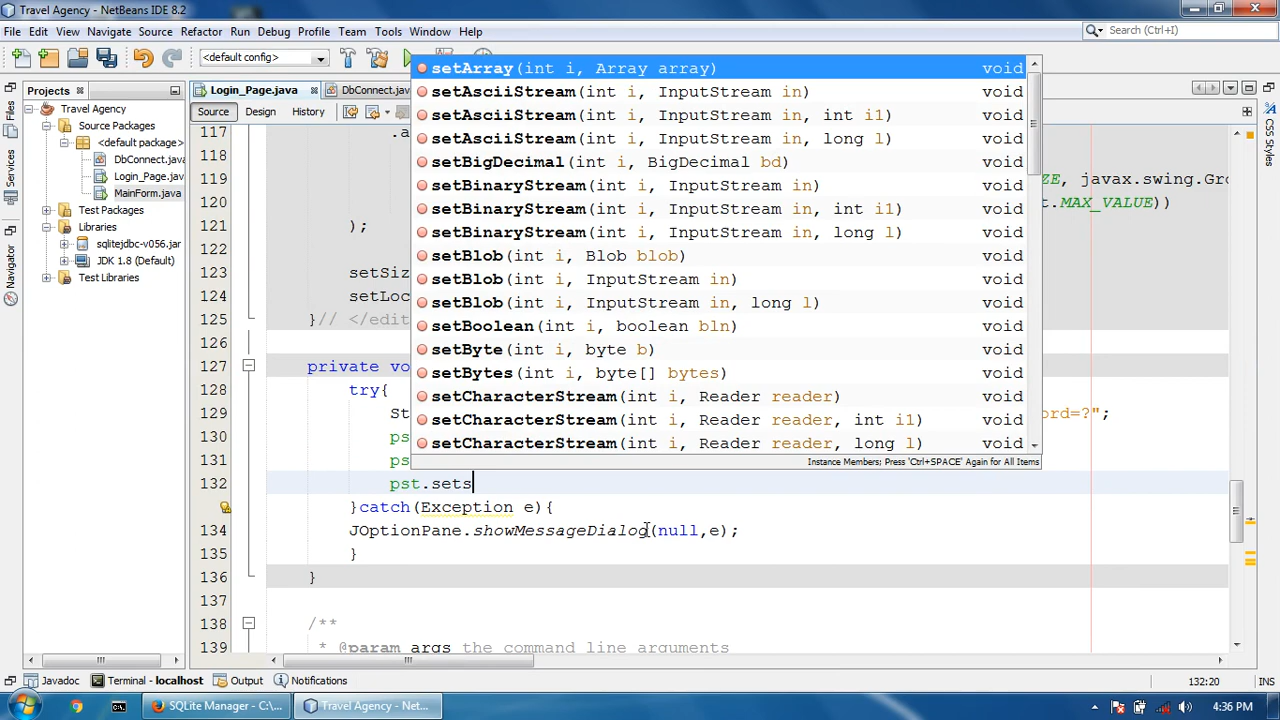 Travel Agency - NetBeans IDE 8.2
File Edit View Navigate Source Refactor Run Debug Profile Team Tools Window Help
Search (Ctrl+I)
<default config>
Projects
Login_Page.java
DbConnect.java
Source Design History
Files
Services
Navigator
CSS Styles
Travel Agency
Source Packages
<default package>
DbConnect.java
Login_Page.java
MainForm.java
Test Packages
Libraries
sqlitejdbc-v056.jar
JDK 1.8 (Default)
Test Libraries
setArray(int i, Array array) void
setAsciiStream(int i, InputStream in) void
setAsciiStream(int i, InputStream in, int i1) void
setAsciiStream(int i, InputStream in, long l) void
setBigDecimal(int i, BigDecimal bd) void
setBinaryStream(int i, InputStream in) void
setBinaryStream(int i, InputStream in, int i1) void
setBinaryStream(int i, InputStream in, long l) void
setBlob(int i, Blob blob) void
setBlob(int i, InputStream in) void
setBlob(int i, InputStream in, long l) void
setBoolean(int i, boolean bln) void
setByte(int i, byte b) void
setBytes(int i, byte[] bytes) void
setCharacterStream(int i, Reader reader) void
setCharacterStream(int i, Reader reader, int i1) void
setCharacterStream(int i, Reader reader, long l) void
Instance Members; Press 'Ctrl+SPACE' Again for All Items
117 .a
118
119 ZE, javax.swing.Gro
120 t.MAX_VALUE))
121 );
122
123 setSiz
124 setLoc
125 }// </edit
126
127 private vo
128 try{
129 St ord=?";
130 ps
131 ps
132 pst.sets
}catch(Exception e){
134 JOptionPane.showMessageDialog(null,e);
135 }
136 }
137
138 /**
139 * @param args the command line arguments
Javadoc Terminal - localhost Output Notifications
132:20 INS
SQLite Manager - C:\...
Travel Agency - Net...
4:36 PM